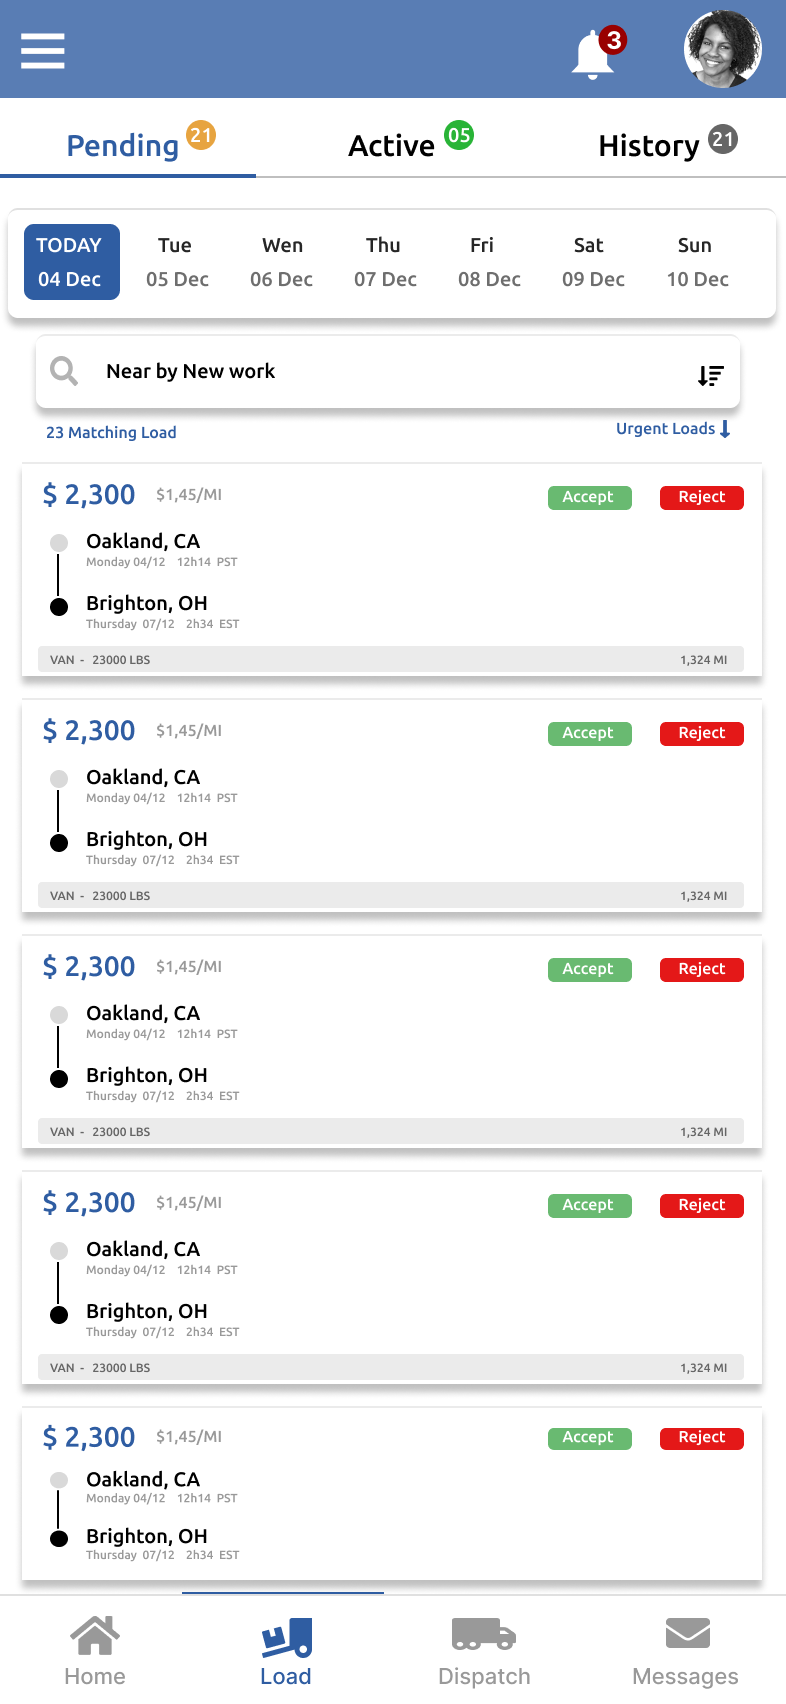 3
Pending 21 Active 05 History 21
TODAY Tue Wen Thu Fri Sat Sun
04 Dec 05 Dec 06 Dec 07 Dec 08 Dec 09 Dec 10 Dec
Near by New work
23 Matching Load Urgent Loads
$ 2,300 $1,45/MI Accept Reject
Oakland, CA
Monday 04/12 12h14 PST
Brighton, OH
Thursday 07/12 2h34 EST
VAN - 23000 LBS 1,324 MI
$ 2,300 $1,45/MI Accept Reject
Oakland, CA
Monday 04/12 12h14 PST
Brighton, OH
Thursday 07/12 2h34 EST
VAN - 23000 LBS 1,324 MI
$ 2,300 $1,45/MI Accept Reject
Oakland, CA
Monday 04/12 12h14 PST
Brighton, OH
Thursday 07/12 2h34 EST
VAN - 23000 LBS 1,324 MI
$ 2,300 $1,45/MI Accept Reject
Oakland, CA
Monday 04/12 12h14 PST
Brighton, OH
Thursday 07/12 2h34 EST
VAN - 23000 LBS 1,324 MI
$ 2,300 $1,45/MI Accept Reject
Oakland, CA
Monday 04/12 12h14 PST
Brighton, OH
Thursday 07/12 2h34 EST
Home Load Dispatch Messages